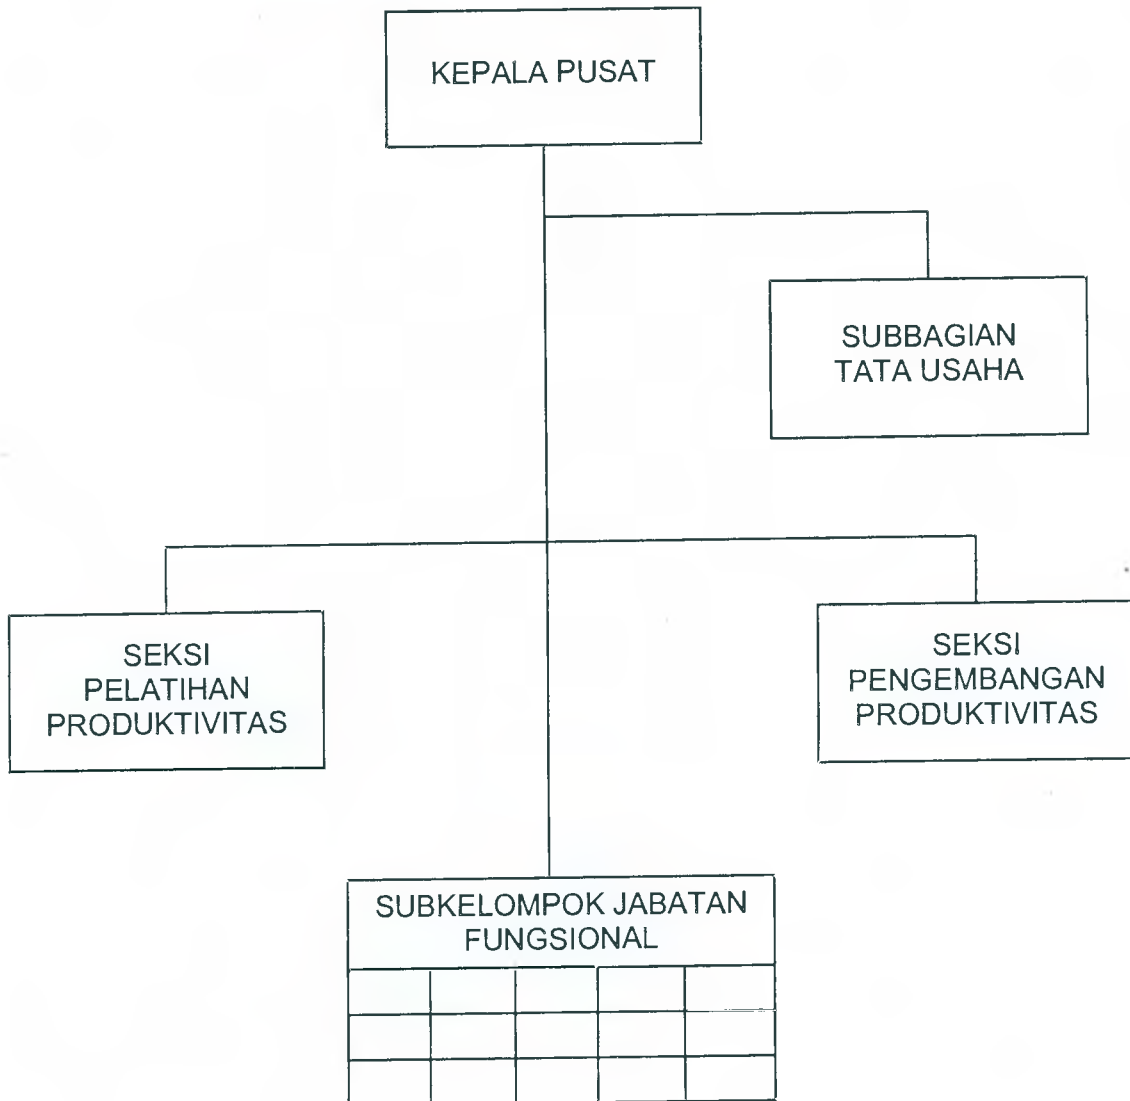 KEPALA PUSAT
SUBBAGIAN
TATA USAHA
SEKSI
PELATIHAN
PRODUKTIVITAS
SEKSI
PENGEMBANGAN
PRODUKTIVITAS
SUBKELOMPOK JABATAN
FUNGSIONAL